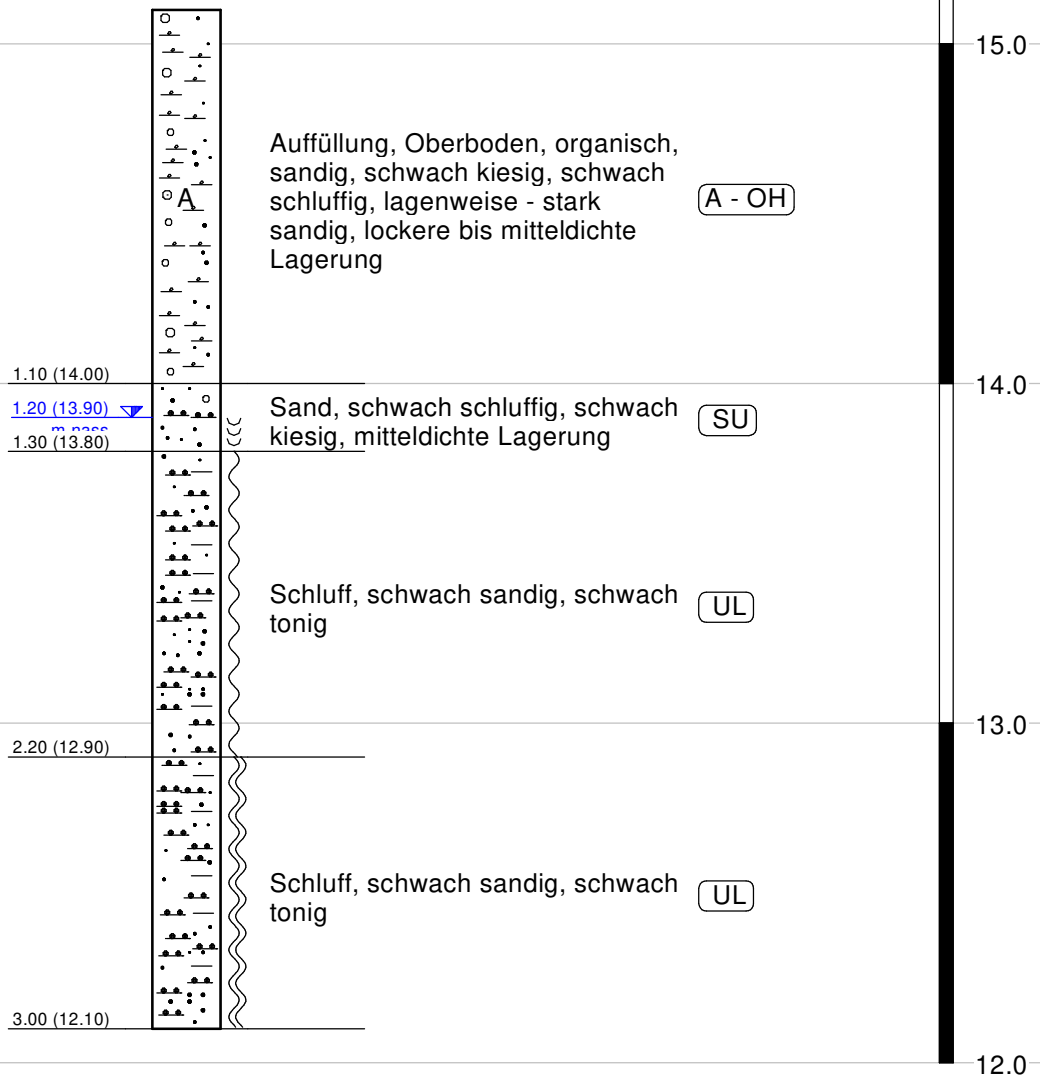 15.0
Auffüllung, Oberboden, organisch,
sandig, schwach kiesig, schwach
schluffig, lagenweise - stark
sandig, lockere bis mitteldichte
Lagerung
A - OH
A
1.10 (14.00)
14.0
1.20 (13.90)
Sand, schwach schluffig, schwach
kiesig, mitteldichte Lagerung
SU
1.30 (13.80)
Schluff, schwach sandig, schwach
tonig
UL
13.0
2.20 (12.90)
Schluff, schwach sandig, schwach
tonig
UL
3.00 (12.10)
12.0